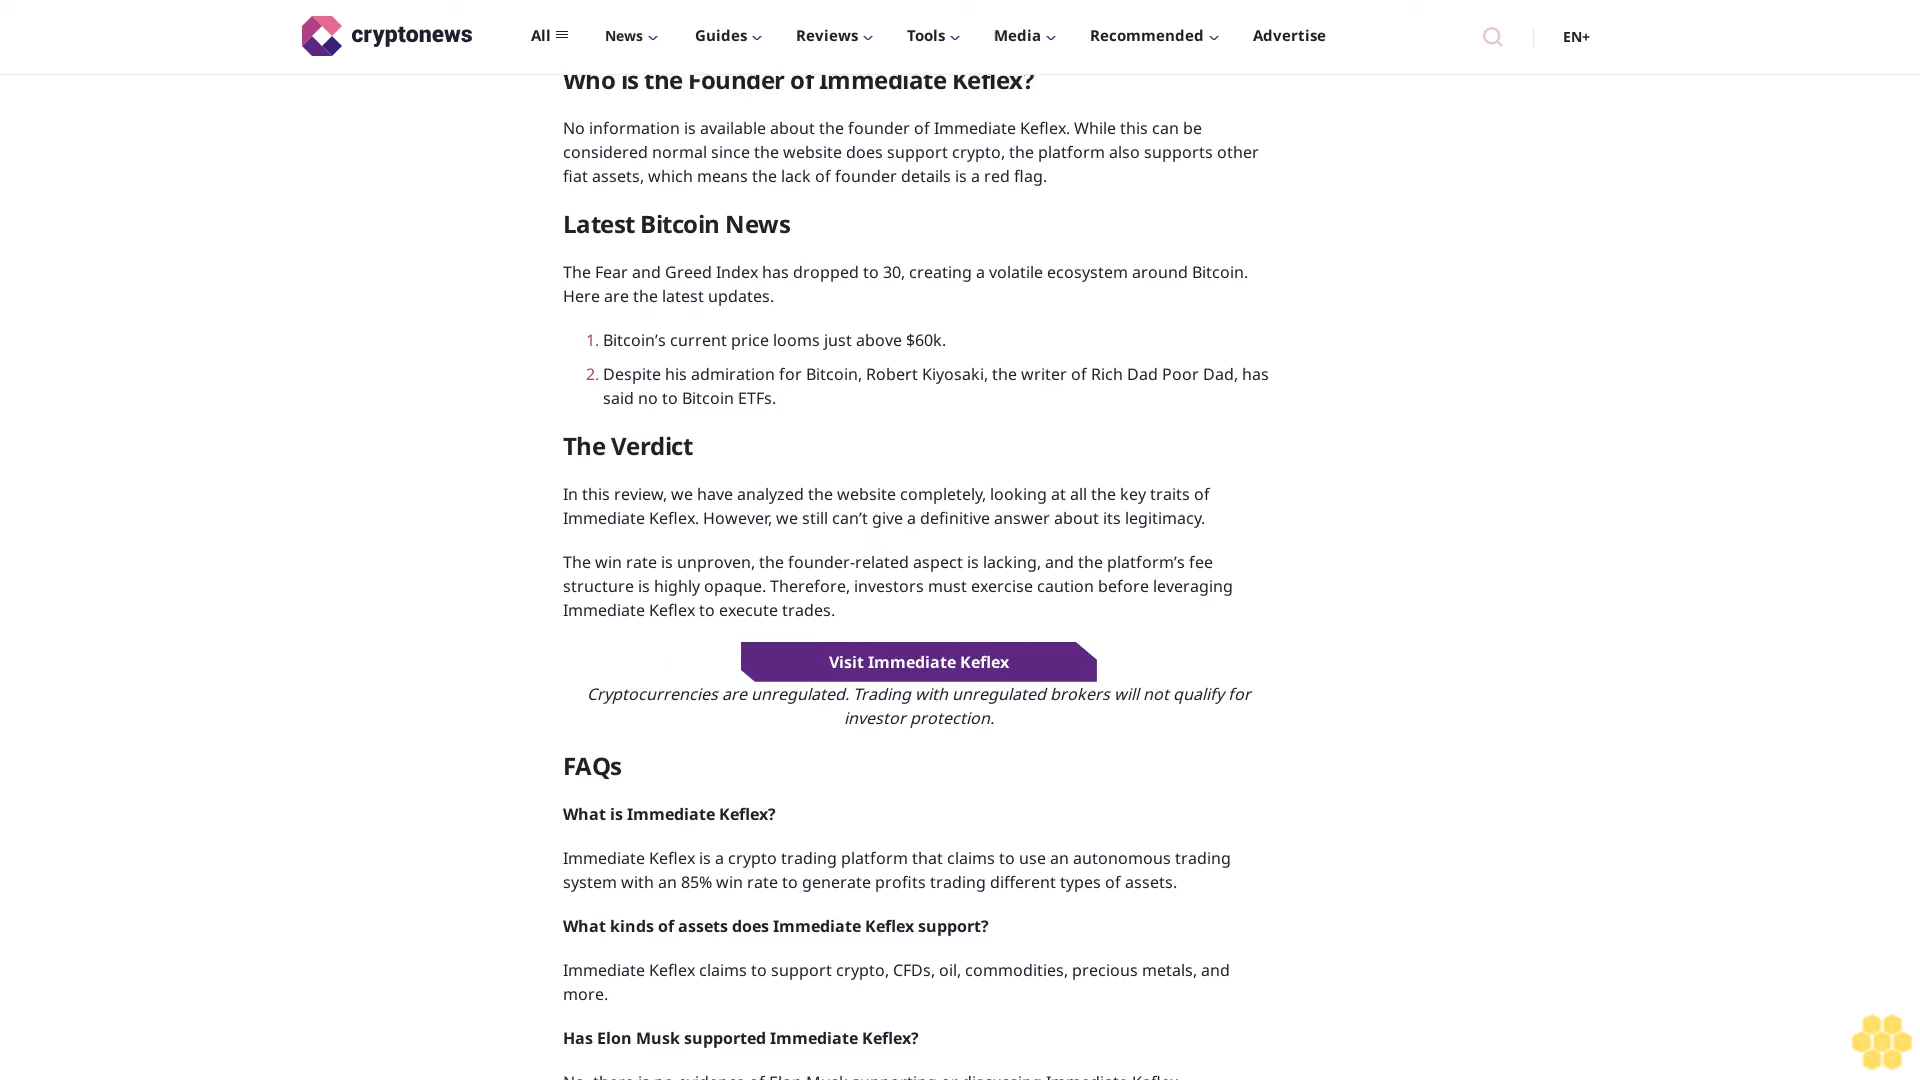 cryptonews
All
News
Guides
Reviews
Tools
Media
Recommended
Advertise
EN+
Who is the Founder of Immediate Keflex?
No information is available about the founder of Immediate Keflex. While this can be
considered normal since the website does support crypto, the platform also supports other
fiat assets, which means the lack of founder details is a red flag.
Latest Bitcoin News
The Fear and Greed Index has dropped to 30, creating a volatile ecosystem around Bitcoin.
Here are the latest updates.
1. Bitcoin’s current price looms just above $60k.
2. Despite his admiration for Bitcoin, Robert Kiyosaki, the writer of Rich Dad Poor Dad, has
said no to Bitcoin ETFs.
The Verdict
In this review, we have analyzed the website completely, looking at all the key traits of
Immediate Keflex. However, we still can’t give a definitive answer about its legitimacy.
The win rate is unproven, the founder-related aspect is lacking, and the platform’s fee
structure is highly opaque. Therefore, investors must exercise caution before leveraging
Immediate Keflex to execute trades.
Visit Immediate Keflex
Cryptocurrencies are unregulated. Trading with unregulated brokers will not qualify for
investor protection.
FAQs
What is Immediate Keflex?
Immediate Keflex is a crypto trading platform that claims to use an autonomous trading
system with an 85% win rate to generate profits trading different types of assets.
What kinds of assets does Immediate Keflex support?
Immediate Keflex claims to support crypto, CFDs, oil, commodities, precious metals, and
more.
Has Elon Musk supported Immediate Keflex?
No, there is no evidence of Elon Musk supporting or discussing Immediate Keflex.